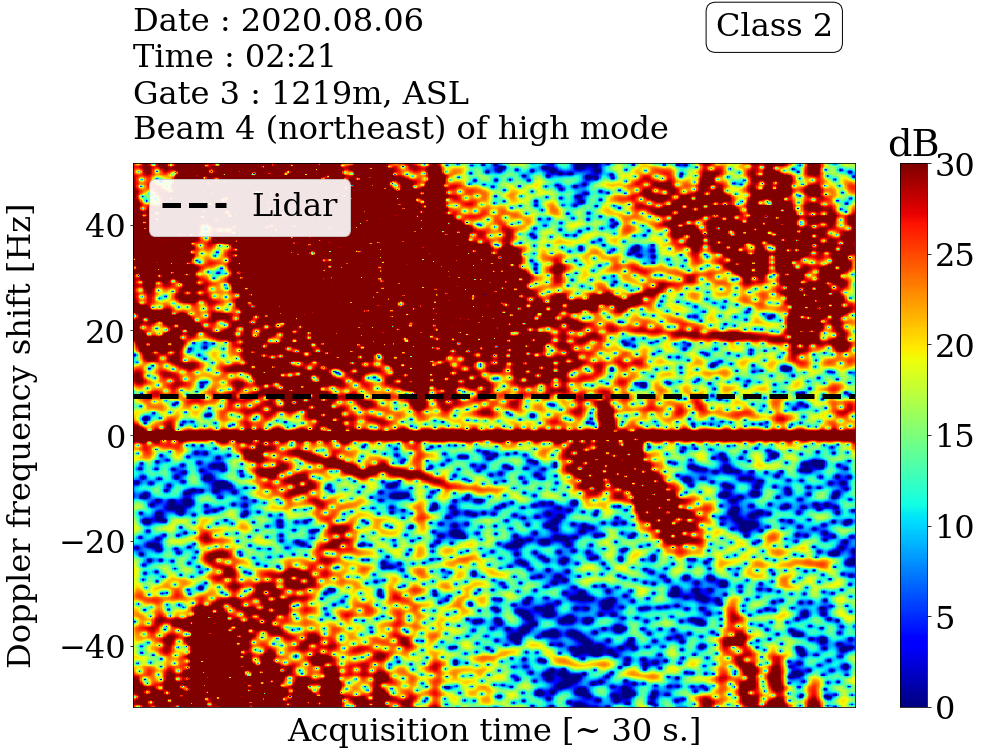 Date : 2020.08.06
Time : 02:21
Gate 3 : 1219m, ASL
Beam 4 (northeast) of high mode
Class 2
dB
Lidar
Doppler frequency shift [Hz]
40
20
0
−20
−40
30
25
20
15
10
5
0
Acquisition time [~ 30 s.]